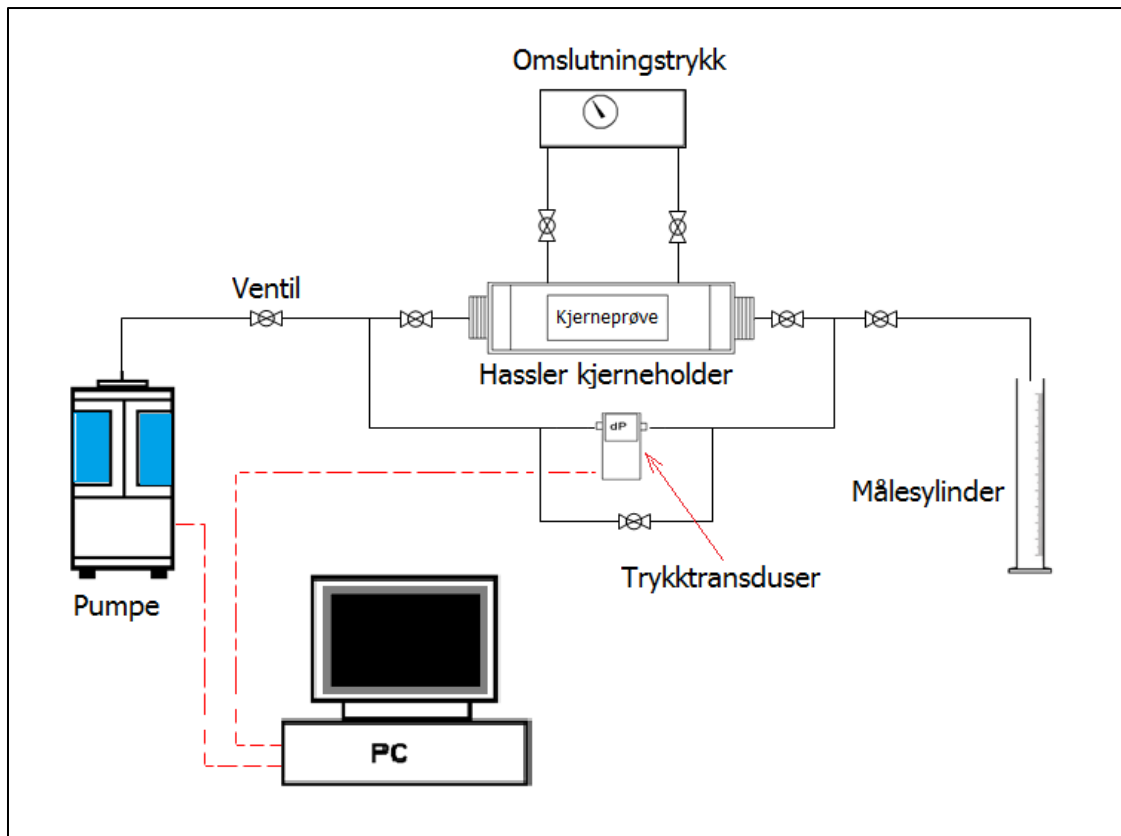 Omslutningstrykk
Ventil
Kjerneprøve
Hassler kjerneholder
dP
Målesylinder
Trykktransduser
Pumpe
PC